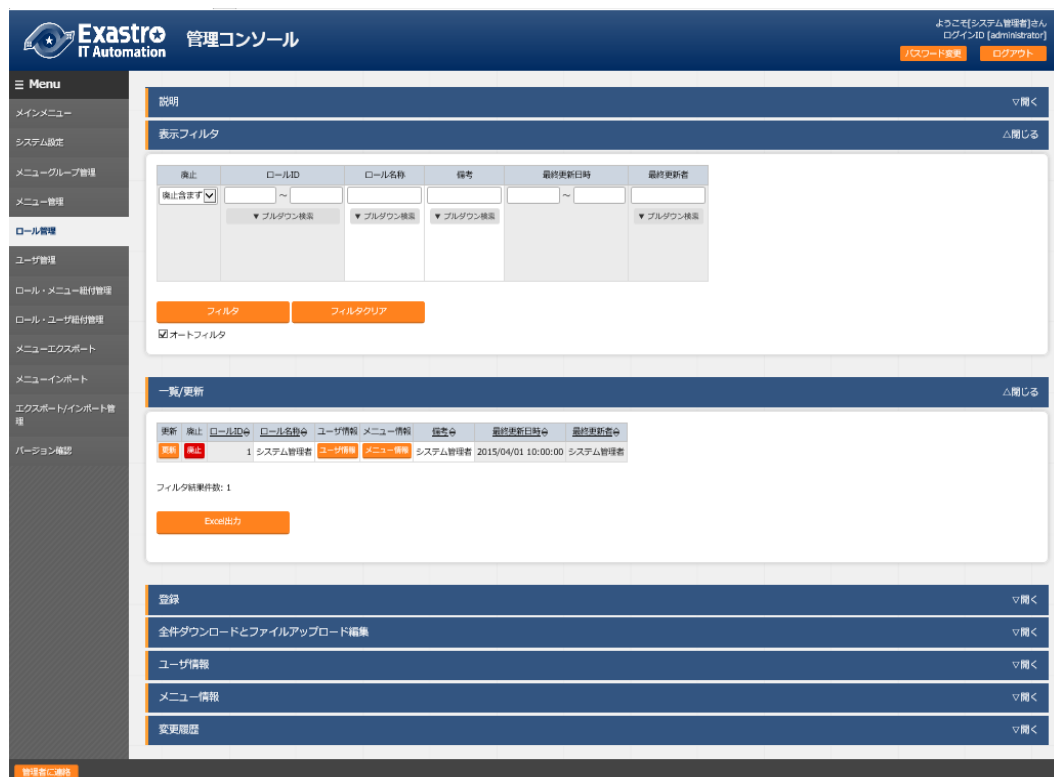 Exastro
IT Automation
管理コンソール
ようこそ[システム管理者]さん
ログインID [administrator]
パスワード変更 ログアウト
☰ Menu
メインメニュー
システム設定
メニューグループ管理
メニュー管理
ロール管理
ユーザ管理
ロール・メニュー紐付管理
ロール・ユーザ紐付管理
メニューエクスポート
メニューインポート
エクスポート/インポート管
理
バージョン確認
説明 ▽開く
表示フィルタ △閉じる
廃止 ロールID ロール名称 備考 最終更新日時 最終更新者
廃止含まず ~ ~
▼ プルダウン検索 ▼ プルダウン検索 ▼ プルダウン検索 ▼ プルダウン検索
フィルタ フィルタクリア
オートフィルタ
一覧/更新 △閉じる
更新 廃止 ロールID ロール名称 ユーザ情報 メニュー情報 備考 最終更新日時 最終更新者
更新 廃止 1 システム管理者 ユーザ情報 メニュー情報 システム管理者 2015/04/01 10:00:00 システム管理者
フィルタ結果件数: 1
Excel出力
登録 ▽開く
全件ダウンロードとファイルアップロード編集 ▽開く
ユーザ情報 ▽開く
メニュー情報 ▽開く
変更履歴 ▽開く
管理者に連絡